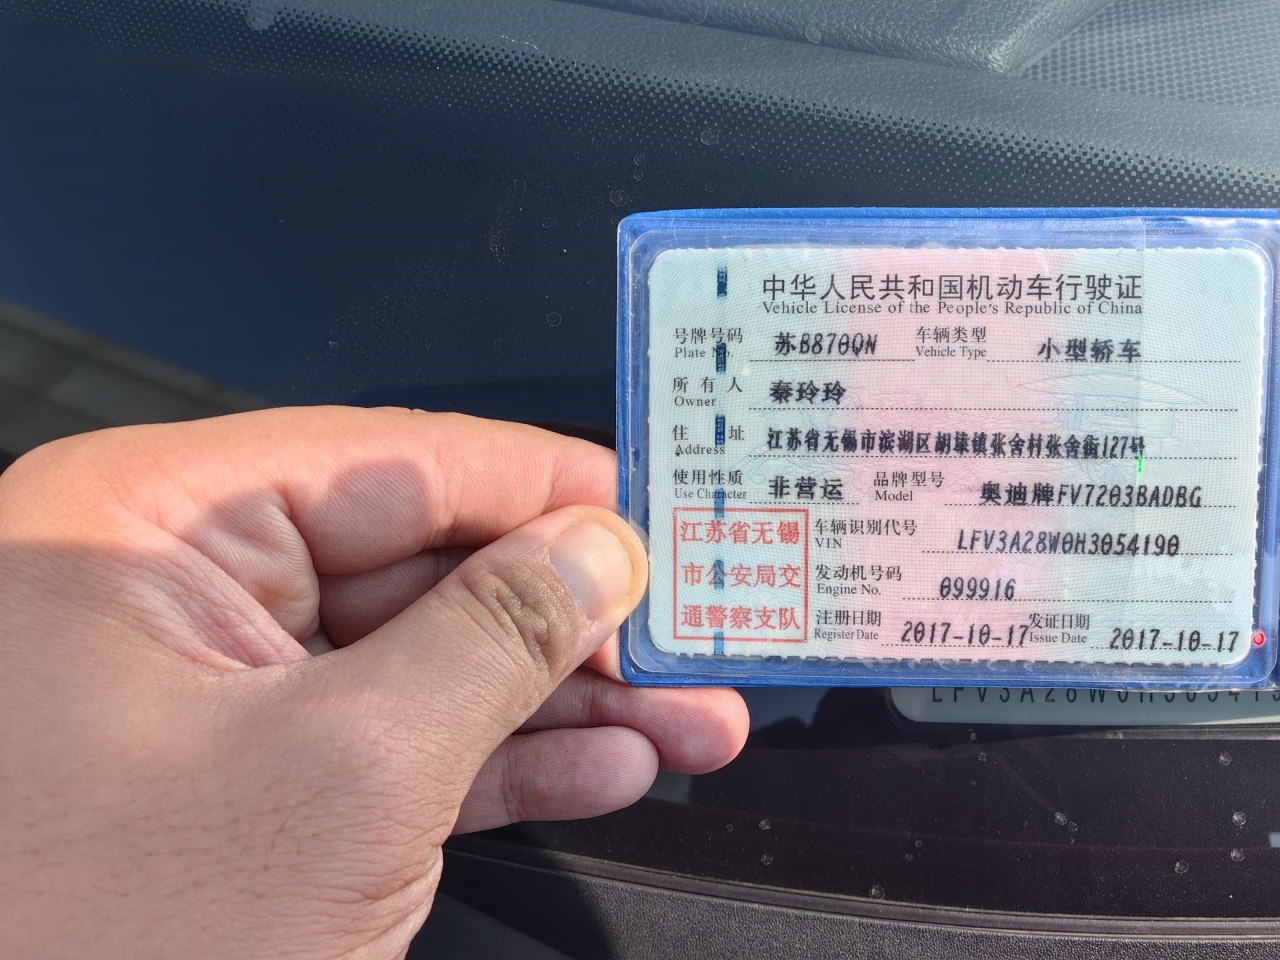 中华人民共和国机动车行驶证
Vehicle License of the People's Republic of China
号牌号码 苏B870QN 车辆类型 小型轿车
Plate No. Vehicle Type
所有人 秦玲玲
Owner
住址 江苏省无锡市滨湖区胡埭镇张舍村张舍街127号
Address
使用性质 非营运 品牌型号 奥迪牌FV7203BADBG
Use Character Model
江苏省无锡
市公安局交
通警察支队
车辆识别代号 LFV3A28W0H3054190
VIN
发动机号码 099916
Engine No.
注册日期 2017-10-17 发证日期 2017-10-17
Register Date Issue Date